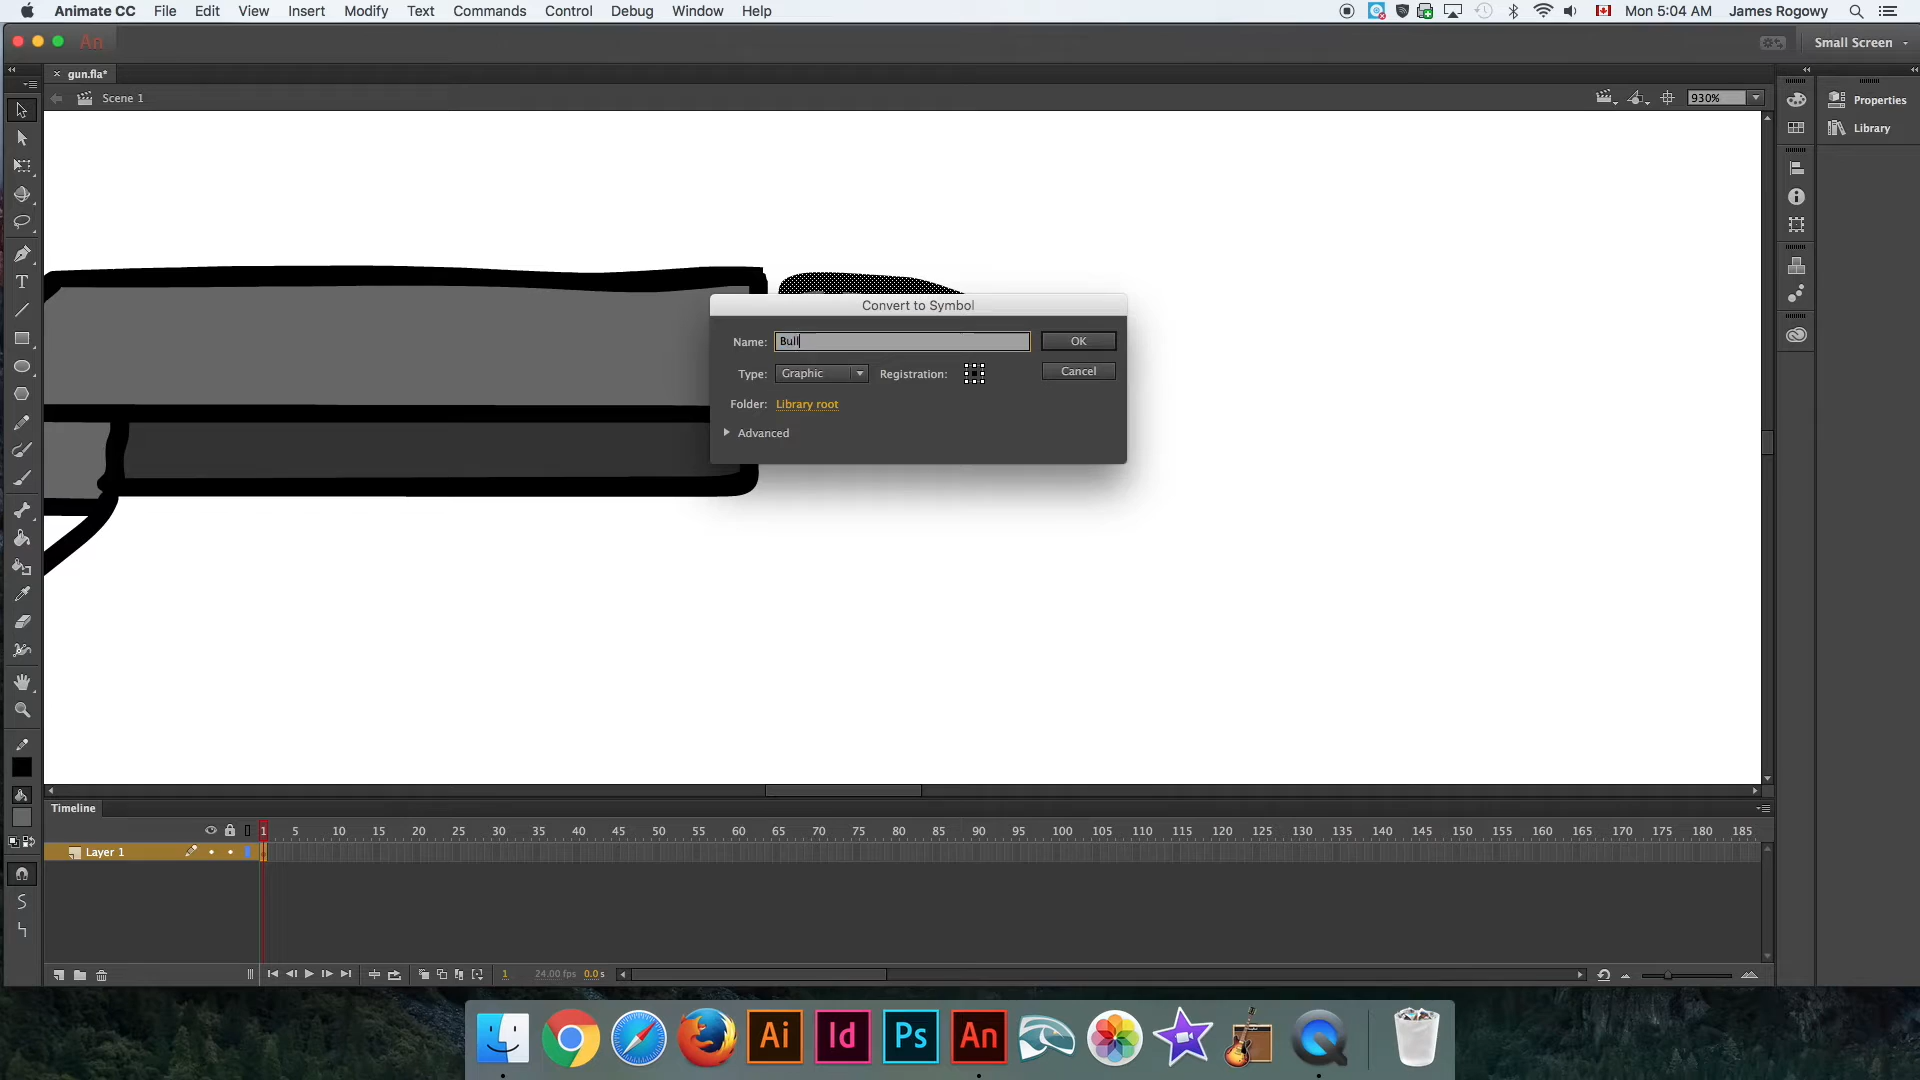 Animate CC File Edit View Insert Modify Text Commands Control Debug Window Help Mon 5:04 AM James Rogowy
An Small Screen
gun.fla*
Scene 1 930% Properties
Library
Convert to Symbol
Name: Bull OK
Type: Graphic Registration: Cancel
Folder: Library root
Advanced
Timeline
1 5 10 15 20 25 30 35 40 45 50 55 60 65 70 75 80 85 90 95 100 105 110 115 120 125 130 135 140 145 150 155 160 165 170 175 180 185
Layer 1
1 24.00 fps 0.0 s
Ai Id Ps An